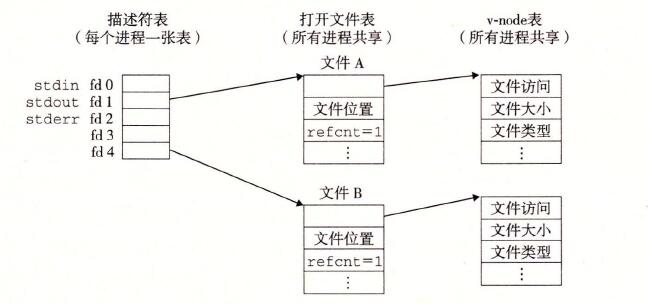 描述符表
（每个进程一张表）
打开文件表
（所有进程共享）
v-node表
（所有进程共享）
stdin fd 0
stdout fd 1
stderr fd 2
fd 3
fd 4
文件 A
文件位置
refcnt=1
⋮
文件访问
文件大小
文件类型
⋮
文件 B
文件位置
refcnt=1
⋮
文件访问
文件大小
文件类型
⋮